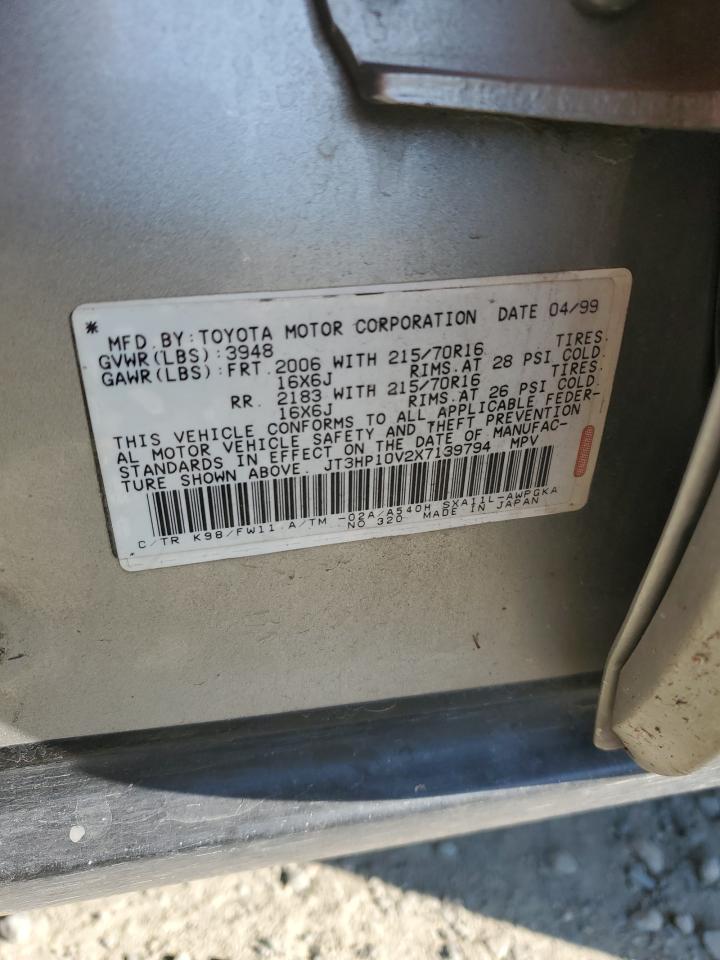 * MFD. BY: TOYOTA MOTOR CORPORATION DATE 04/99
GVWR(LBS): 3948
GAWR(LBS): FRT. 2006 WITH 215/70R16 TIRES.
16X6J RIMS. AT 28 PSI COLD.
RR. 2183 WITH 215/70R16 TIRES.
16X6J RIMS. AT 26 PSI COLD.
THIS VEHICLE CONFORMS TO ALL APPLICABLE FEDER-
AL MOTOR VEHICLE SAFETY AND THEFT PREVENTION
STANDARDS IN EFFECT ON THE DATE OF MANUFAC-
TURE SHOWN ABOVE. JT3HP10V2X7139794 MPV
C/TR K98/FW11 A/TM -02A/A540H SXA11L-AWPGKA
NO 320 MADE IN JAPAN